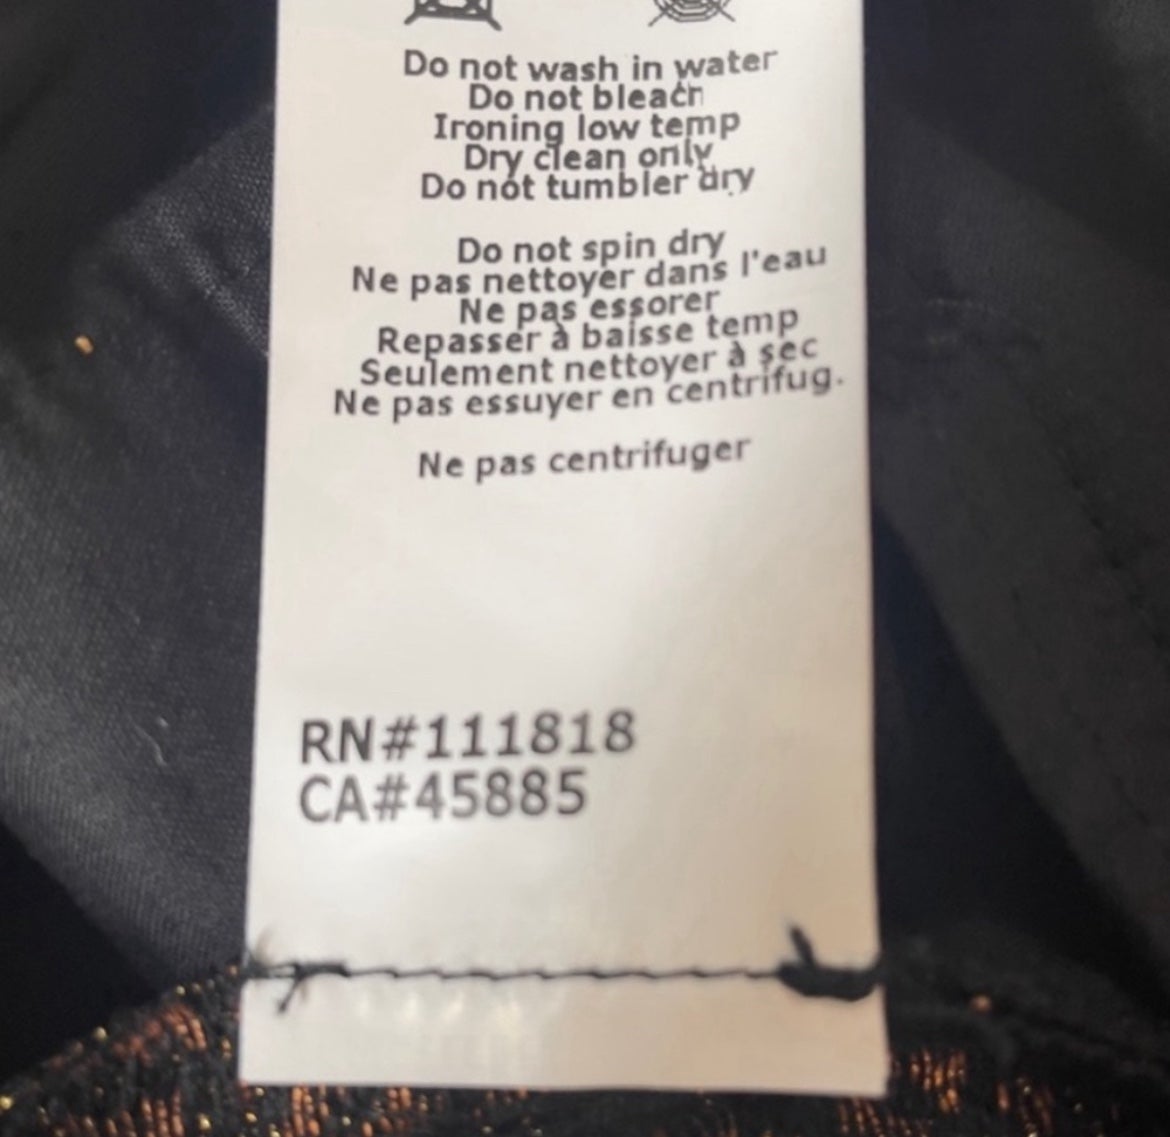 Do not wash in water
Do not bleach
Ironing low temp
Dry clean only
Do not tumbler dry
Do not spin dry
Ne pas nettoyer dans l'eau
Ne pas essorer
Repasser à baisse temp
Seulement nettoyer à sec
Ne pas essuyer en centrifug.
Ne pas centrifuger
RN#111818
CA#45885